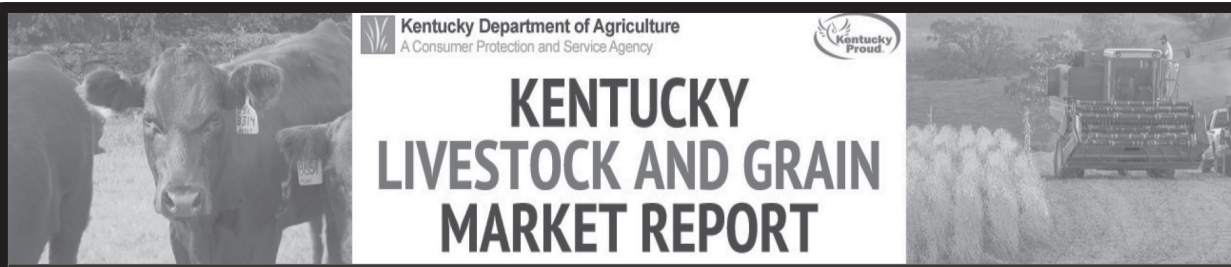 Kentucky Department of Agriculture
A Consumer Protection and Service Agency
Kentucky
Proud.
KENTUCKY
LIVESTOCK AND GRAIN
MARKET REPORT